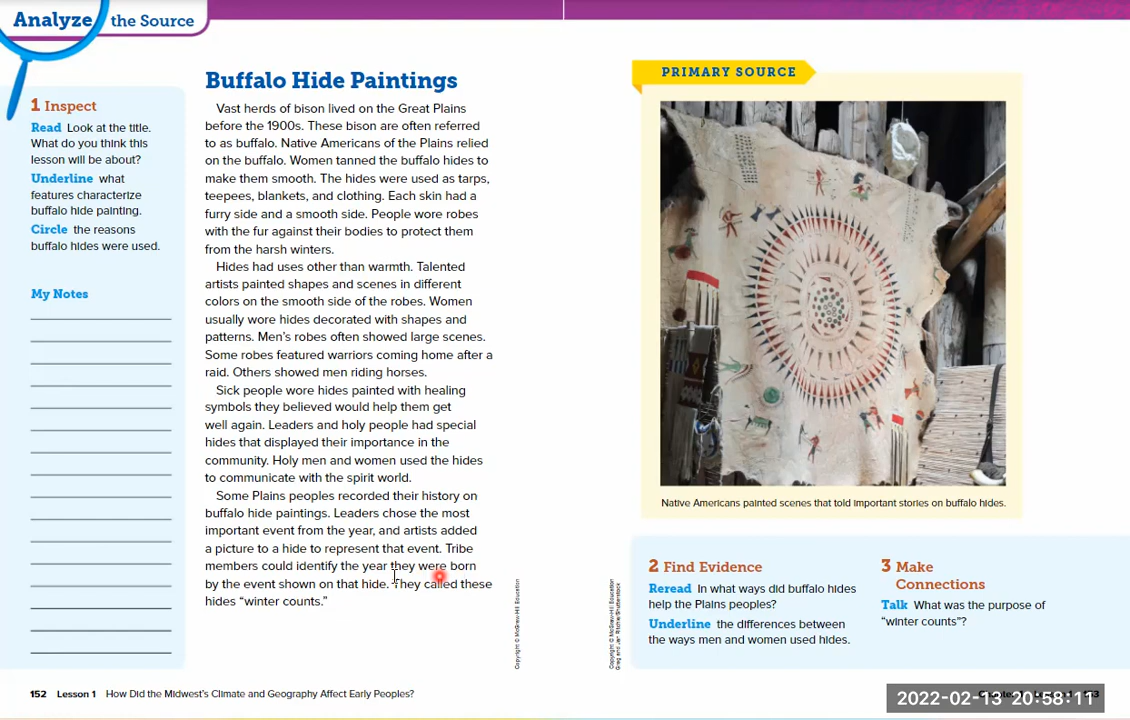 Analyze the Source
1 Inspect
Read Look at the title.
What do you think this
lesson will be about?
Underline what
features characterize
buffalo hide painting.
Circle the reasons
buffalo hides were used.
My Notes
Buffalo Hide Paintings
Vast herds of bison lived on the Great Plains
before the 1900s. These bison are often referred
to as buffalo. Native Americans of the Plains relied
on the buffalo. Women tanned the buffalo hides to
make them smooth. The hides were used as tarps,
teepees, blankets, and clothing. Each skin had a
furry side and a smooth side. People wore robes
with the fur against their bodies to protect them
from the harsh winters.
Hides had uses other than warmth. Talented
artists painted shapes and scenes in different
colors on the smooth side of the robes. Women
usually wore hides decorated with shapes and
patterns. Men’s robes often showed large scenes.
Some robes featured warriors coming home after a
raid. Others showed men riding horses.
Sick people wore hides painted with healing
symbols they believed would help them get
well again. Leaders and holy people had special
hides that displayed their importance in the
community. Holy men and women used the hides
to communicate with the spirit world.
Some Plains peoples recorded their history on
buffalo hide paintings. Leaders chose the most
important event from the year, and artists added
a picture to a hide to represent that event. Tribe
members could identify the year they were born
by the event shown on that hide. They called these
hides “winter counts.”
Copyright © McGraw-Hill Education
152 Lesson 1 How Did the Midwest’s Climate and Geography Affect Early Peoples?
PRIMARY SOURCE
Native Americans painted scenes that told important stories on buffalo hides.
2 Find Evidence
Reread In what ways did buffalo hides
help the Plains peoples?
Underline the differences between
the ways men and women used hides.
3 Make
Connections
Talk What was the purpose of
“winter counts”?
Copyright © McGraw-Hill Education
2022-02-13 20:58:11